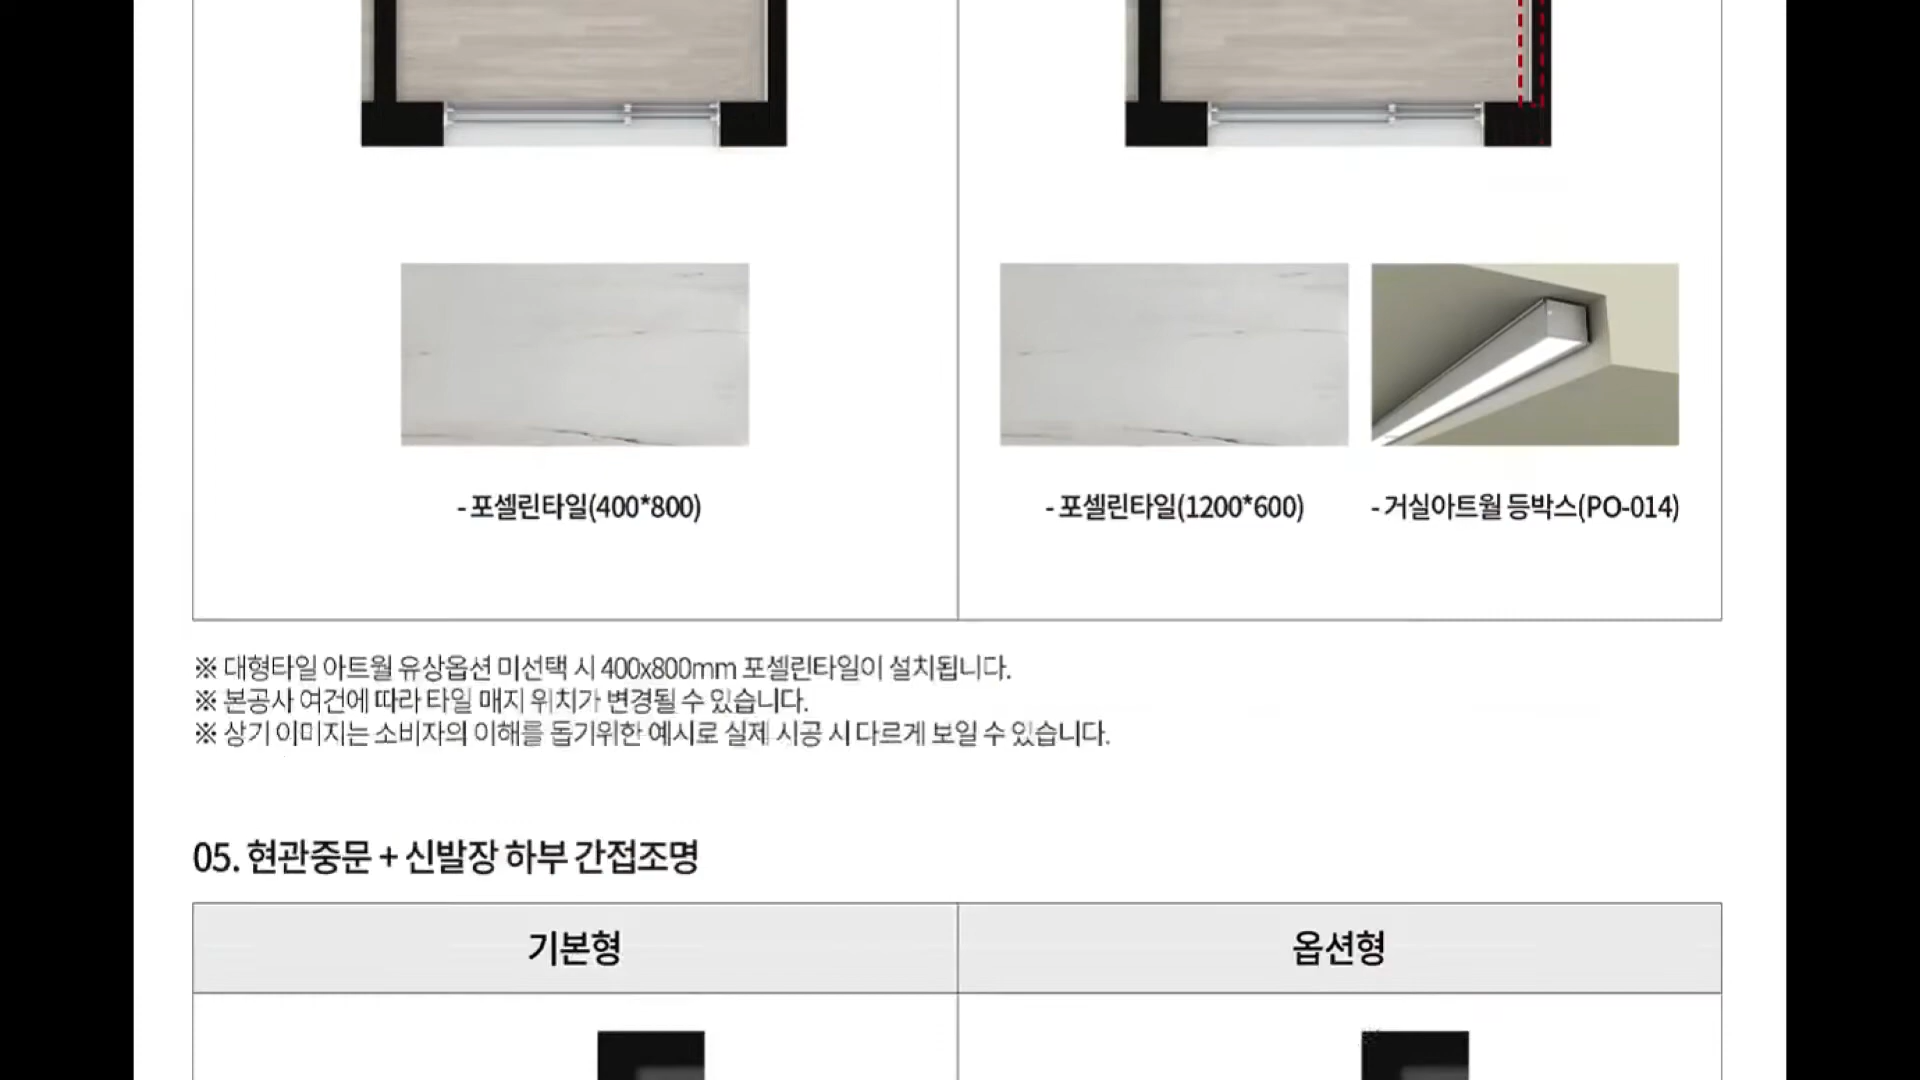 - 포셀린타일(400*800)
- 포셀린타일(1200*600)
- 거실아트월 등박스(PO-014)
※ 대형타일 아트월 유상옵션 미선택 시 400x800mm 포셀린타일이 설치됩니다.
※ 본공사 여건에 따라 타일 매지 위치가 변경될 수 있습니다.
※ 상기 이미지는 소비자의 이해를 돕기위한 예시로 실제 시공 시 다르게 보일 수 있습니다.
05. 현관중문 + 신발장 하부 간접조명
기본형
옵션형